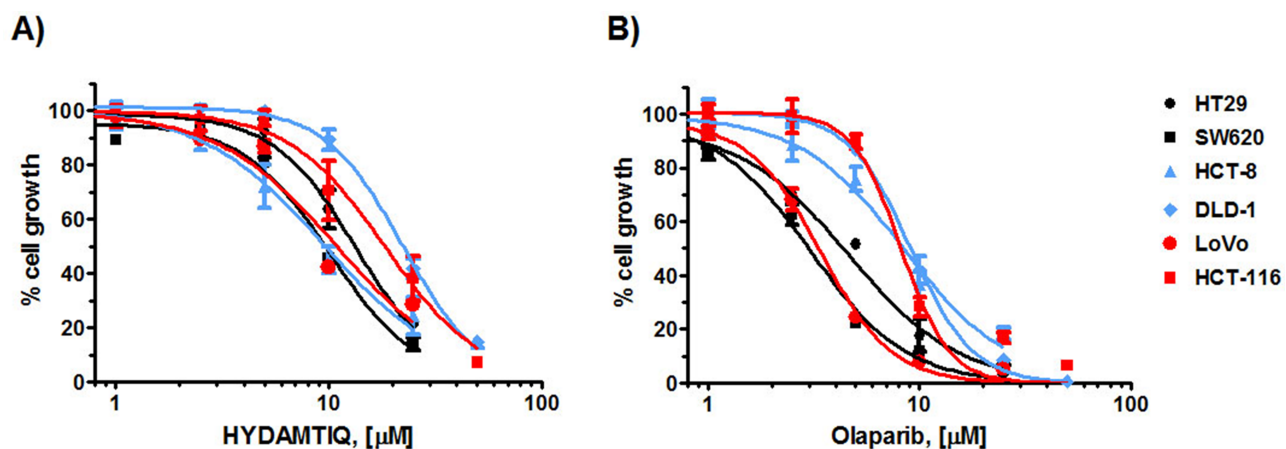 A)
% cell growth
100
80
60
40
20
0
1
10
100
HYDAMTIQ, [µM]
B)
% cell growth
100
80
60
40
20
0
1
10
100
Olaparib, [µM]
HT29
SW620
HCT-8
DLD-1
LoVo
HCT-116